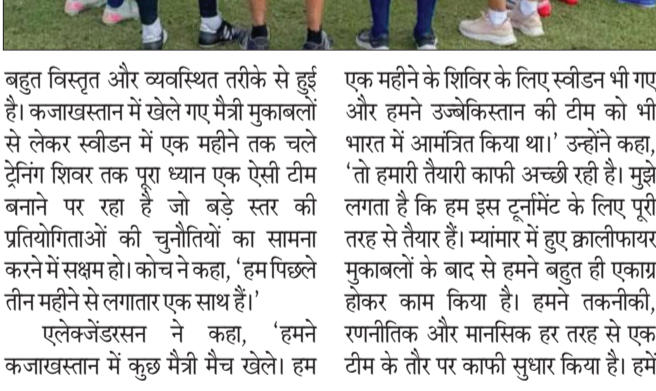 बहुत विस्तृत और व्यवस्थित तरीके से हुई
है। कजाखस्तान में खेले गए मैत्री मुकाबलों
से लेकर स्वीडन में एक महीने तक चले
ट्रेनिंग शिवर तक पूरा ध्यान एक ऐसी टीम
बनाने पर रहा है जो बड़े स्तर की
प्रतियोगिताओं की चुनौतियों का सामना
करने में सक्षम हो। कोच ने कहा, ‘हम पिछले
तीन महीने से लगातार एक साथ हैं।’
एलेक्जेंडरसन ने कहा, ‘हमने
कजाखस्तान में कुछ मैत्री मैच खेले। हम
एक महीने के शिविर के लिए स्वीडन भी गए
और हमने उज्बेकिस्तान की टीम को भी
भारत में आमंत्रित किया था।’ उन्होंने कहा,
‘तो हमारी तैयारी काफी अच्छी रही है। मुझे
लगता है कि हम इस टूर्नामेंट के लिए पूरी
तरह से तैयार हैं। म्यांमार में हुए क्वालीफायर
मुकाबलों के बाद से हमने बहुत ही एकाग्र
होकर काम किया है। हमने तकनीकी,
रणनीतिक और मानसिक हर तरह से एक
टीम के तौर पर काफी सुधार किया है। हमें